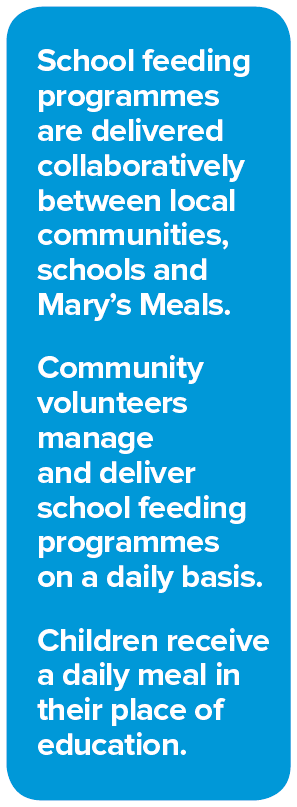 School feeding
programmes
are delivered
collaboratively
between local
communities,
schools and
Mary’s Meals.
Community
volunteers
manage
and deliver
school feeding
programmes
on a daily basis.
Children receive
a daily meal in
their place of
education.